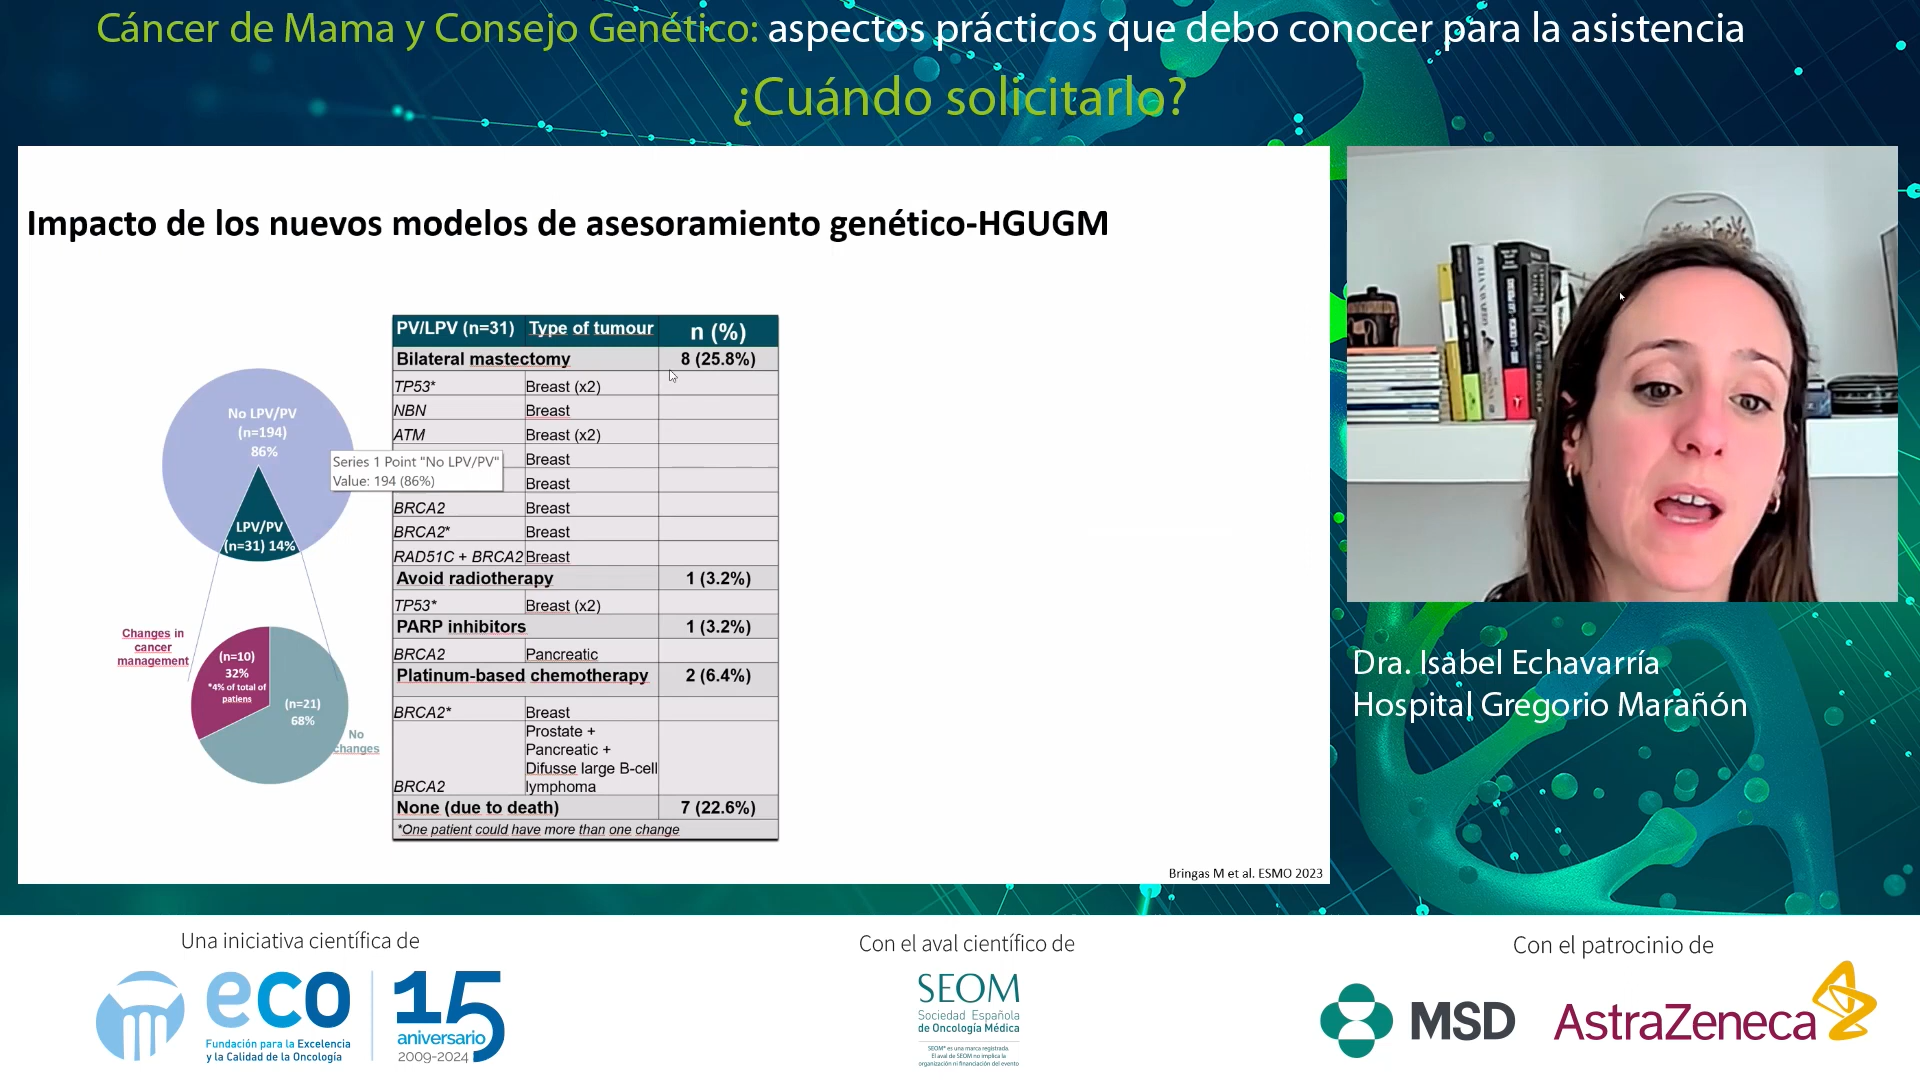 Cáncer de Mama y Consejo Genético: aspectos prácticos que debo conocer para la asistencia
¿Cuándo solicitarlo?
Impacto de los nuevos modelos de asesoramiento genético-HGUGM
No LPV/PV
(n=194)
86%
LPV/PV
(n=31) 14%
Series 1 Point "No LPV/PV"
Value: 194 (86%)
Changes in
cancer
management
(n=10)
32%
*4% of total of
patiens
(n=21)
68%
No
changes
PV/LPV (n=31) Type of tumour n (%)
Bilateral mastectomy 8 (25.8%)
TP53* Breast (x2)
NBN Breast
ATM Breast (x2)
Breast
Breast
BRCA2 Breast
BRCA2* Breast
RAD51C + BRCA2 Breast
Avoid radiotherapy 1 (3.2%)
TP53* Breast (x2)
PARP inhibitors 1 (3.2%)
BRCA2 Pancreatic
Platinum-based chemotherapy 2 (6.4%)
BRCA2* Breast
Prostate +
Pancreatic +
Difusse large B-cell
BRCA2 lymphoma
None (due to death) 7 (22.6%)
*One patient could have more than one change
Bringas M et al. ESMO 2023
Dra. Isabel Echavarría
Hospital Gregorio Marañón
Una iniciativa científica de
eco
Fundación para la Excelencia
y la Calidad de la Oncología
15
aniversario
2009-2024
Con el aval científico de
SEOM
Sociedad Española
de Oncología Médica
SEOM® es una marca registrada.
El aval de SEOM no implica la
organización ni financiación del evento
Con el patrocinio de
MSD
AstraZeneca